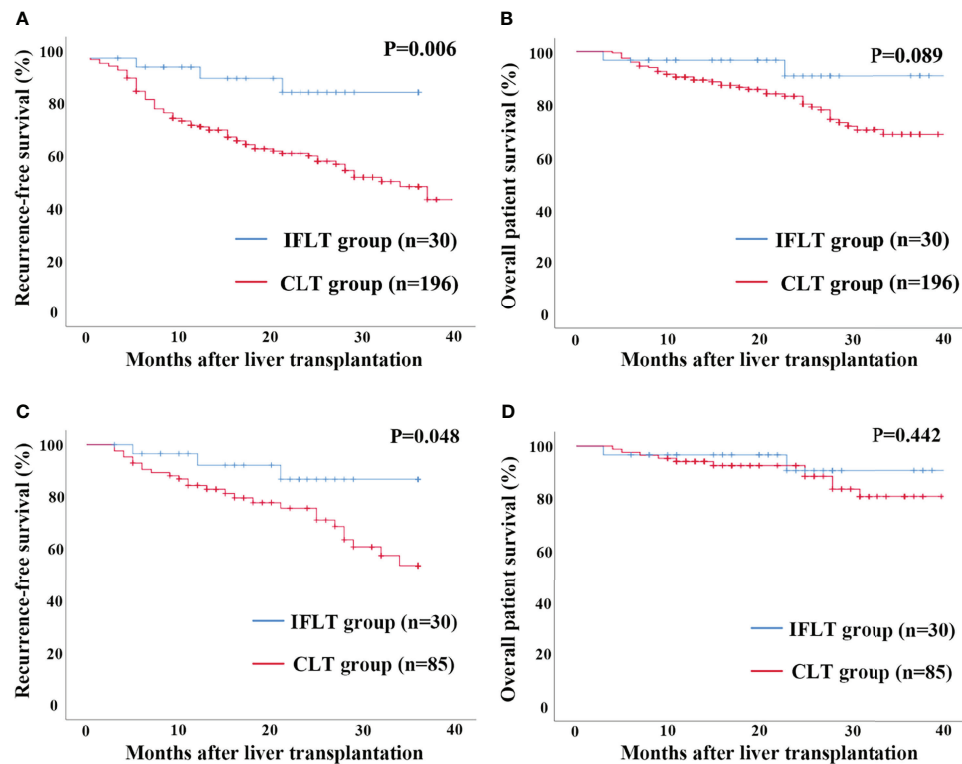 A
P=0.006
Recurrence-free survival (%)
100
80
60
40
20
0
IFLT group (n=30)
CLT group (n=196)
0 10 20 30 40
Months after liver transplantation
B
P=0.089
Overall patient survival (%)
100
80
60
40
20
0
IFLT group (n=30)
CLT group (n=196)
0 10 20 30 40
Months after liver transplantation
C
P=0.048
Recurrence-free survival (%)
100
80
60
40
20
0
IFLT group (n=30)
CLT group (n=85)
0 10 20 30 40
Months after liver transplantation
D
P=0.442
Overall patient survival (%)
100
80
60
40
20
0
IFLT group (n=30)
CLT group (n=85)
0 10 20 30 40
Months after liver transplantation